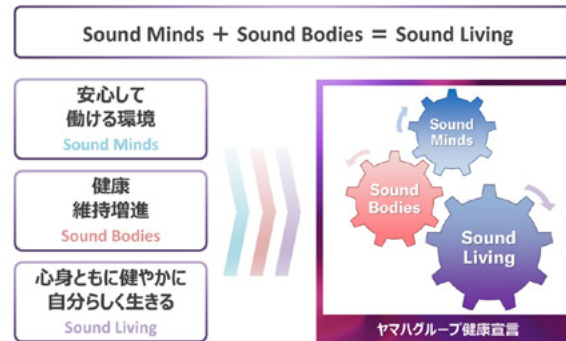 Sound Minds + Sound Bodies = Sound Living
安心して
働ける環境
Sound Minds
健康
維持増進
Sound Bodies
心身ともに健やかに
自分らしく生きる
Sound Living
Sound
Minds
Sound
Bodies
Sound
Living
ヤマハグループ健康宣言